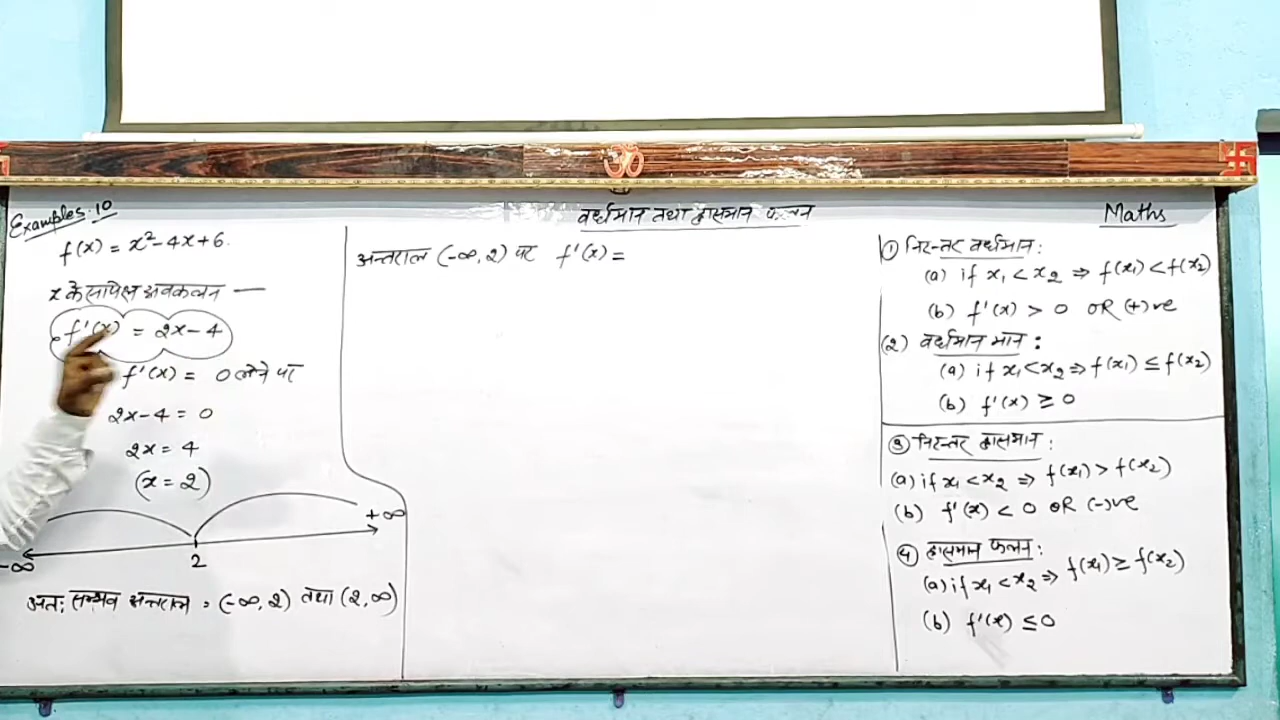 Examples:10
वर्धमान तथा ह्रासमान फलन
Maths
f(x) = x²-4x+6.
x के सापेक्ष अवकलन —
f'(x) = 2x-4
f'(x) = 0 लेने पर
2x-4 = 0
2x = 4
(x = 2)
-∞ 2 +∞
अत: सम्भव अन्तराल = (-∞, 2) तथा (2, ∞)
अन्तराल (-∞, 2) पर f'(x) =
① निरन्तर वर्धमान:
(a) if x₁ < x₂ ⇒ f(x₁) < f(x₂)
(b) f'(x) > 0 OR (+)ve
(2) वर्धमान मान:
(a) if x₁ < x₂ ⇒ f(x₁) ≤ f(x₂)
(b) f'(x) ≥ 0
③ निरन्तर ह्रासमान:
(a) if x₁ < x₂ ⇒ f(x₁) > f(x₂)
(b) f'(x) < 0 OR (-)ve
④ ह्रासमान फलन:
(a) if x₁ < x₂ ⇒ f(x₁) ≥ f(x₂)
(b) f'(x) ≤ 0